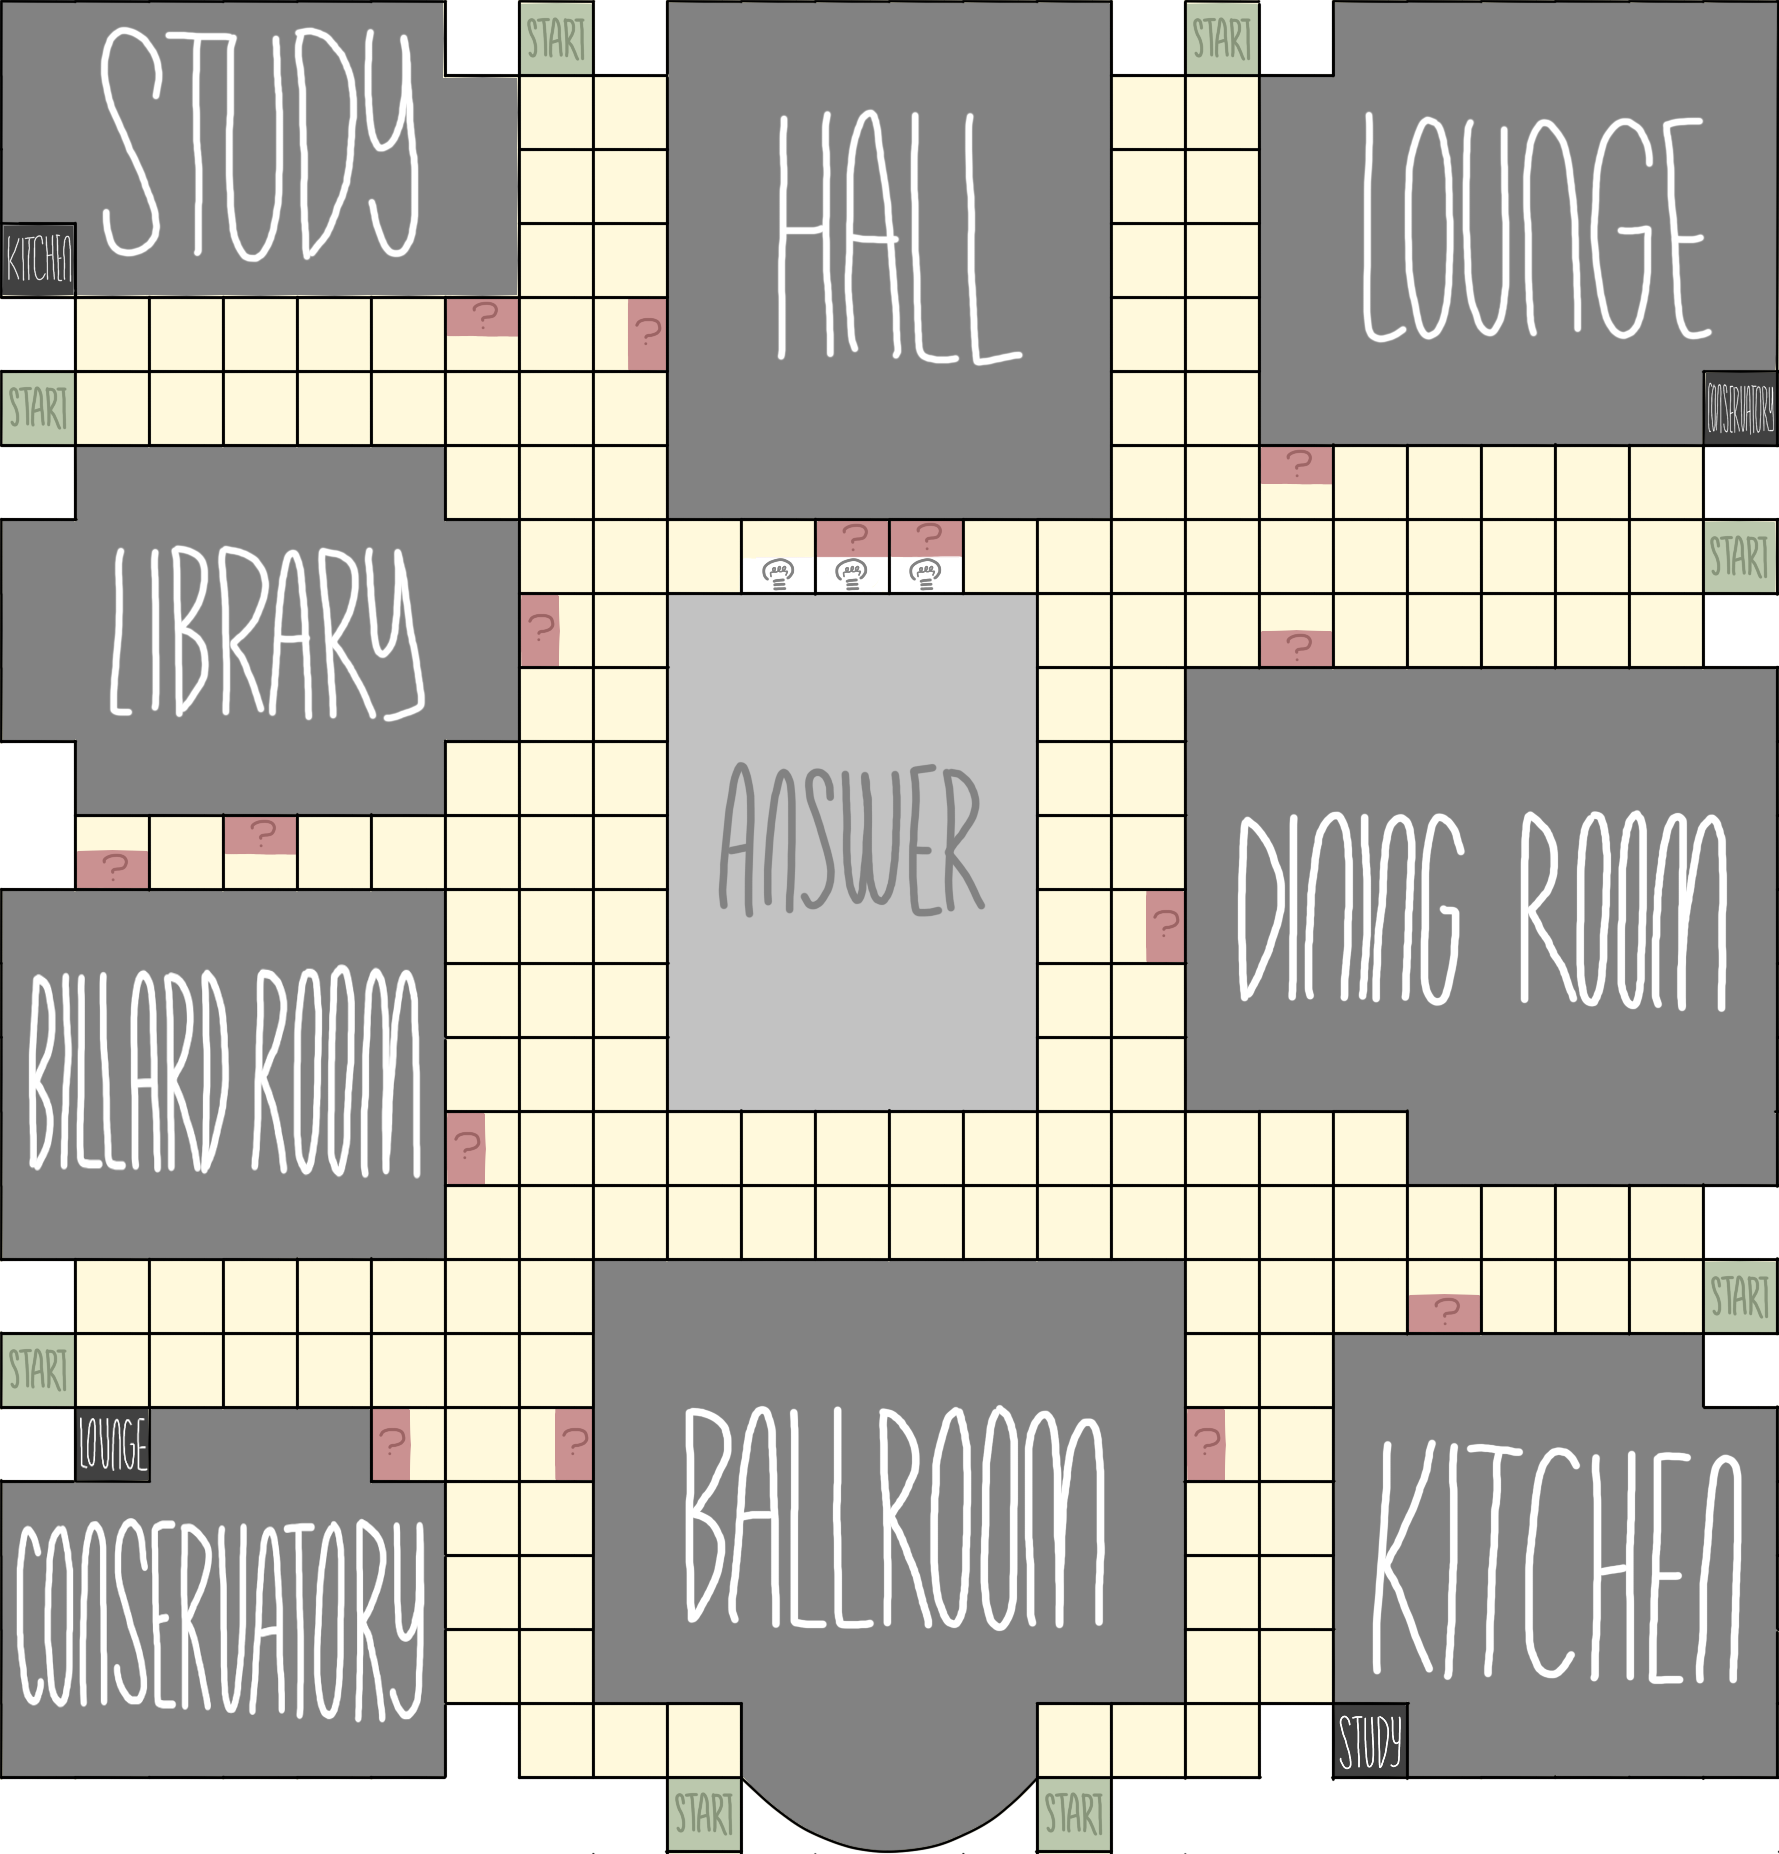 START
START
STUDY
HALL
LOUNGE
KITCHEN
?
?
START
CONSERVATORY
?
? ?
START
LIBRARY
?
?
ANSWER
?
?
DINING ROOM
?
BILLARD ROOM
?
START
?
START
LOUNGE
?
?
?
BALLROOM
KITCHEN
CONSERVATORY
STUDY
START
START